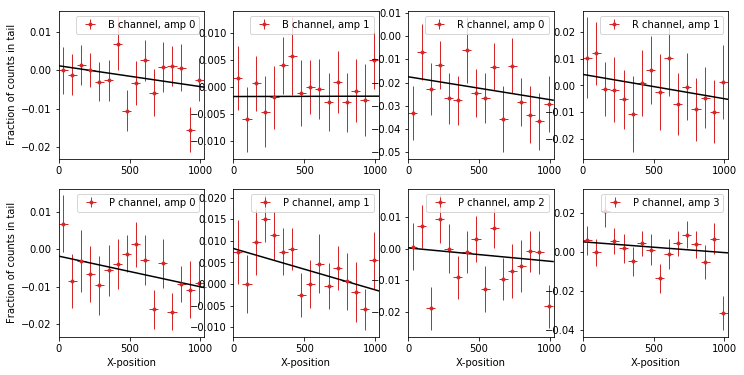 Fraction of counts in tail
0.01
0.00
−0.01
−0.02
B channel, amp 0
0 500 1000
0.010
0.005
0.000
−0.005
−0.010
B channel, amp 1
0 500 1000
0.01
0.00
−0.01
−0.02
−0.03
−0.04
−0.05
R channel, amp 0
0 500 1000
0.02
0.01
0.00
−0.01
−0.02
R channel, amp 1
0 500 1000
Fraction of counts in tail
0.01
0.00
−0.01
−0.02
P channel, amp 0
0 500 1000
X-position
0.020
0.015
0.010
0.005
0.000
−0.005
−0.010
P channel, amp 1
0 500 1000
X-position
0.01
0.00
−0.01
−0.02
P channel, amp 2
0 500 1000
X-position
0.02
0.00
−0.02
−0.04
P channel, amp 3
0 500 1000
X-position